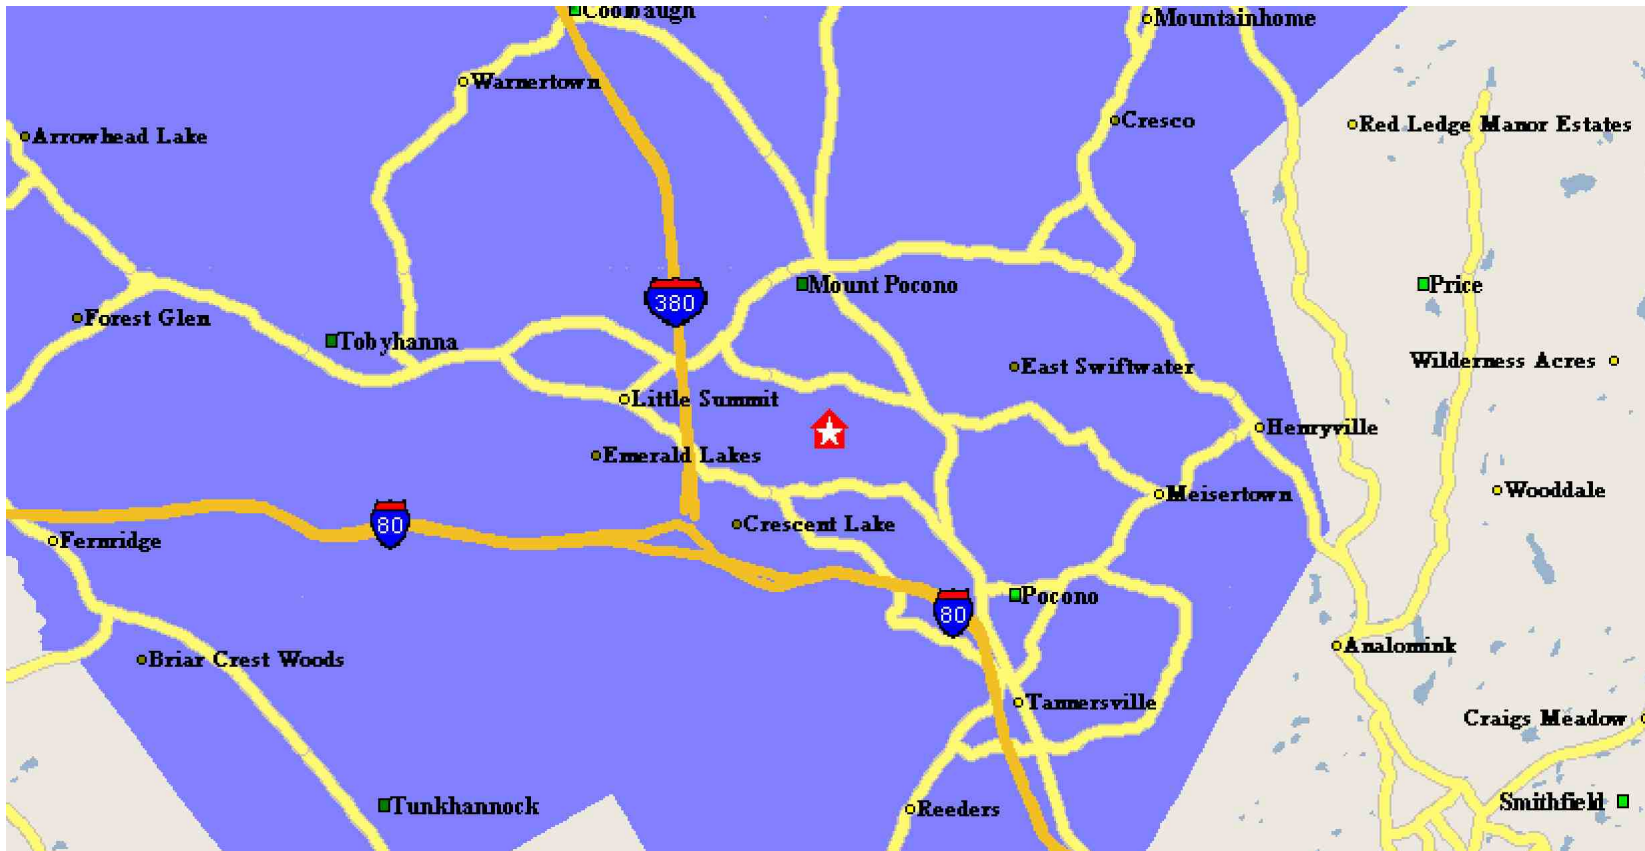 Coolbaugh
Mountainhome
Warnertown
Cresco
Red Ledge Manor Estates
Arrowhead Lake
Mount Pocono
Price
380
Forest Glen
Tobyhanna
Wilderness Acres
East Swiftwater
Little Summit
Henryville
Emerald Lakes
Wooddale
Meisertown
80
Crescent Lake
Fernridge
Pocono
80
Analomink
Briar Crest Woods
Tannersville
Craigs Meadow
Smithfield
Tunkhannock
Reeders